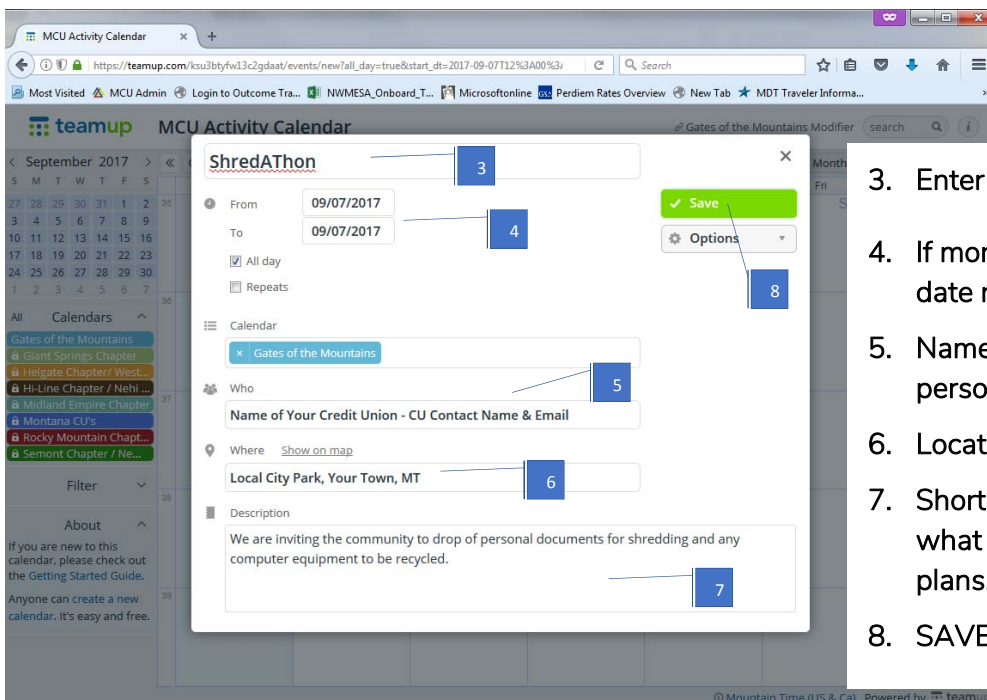 MCU Activity Calendar × +
https://teamup.com/ksu3btyfw13c2gdaat/events/new?all_day=true&start_dt=2017-09-07T12%3A00%3 Search
Most Visited MCU Admin Login to Outcome Tra... NWMESA_Onboard_T... Microsoftonline Perdiem Rates Overview New Tab MDT Traveler Informa...
teamup MCU Activity Calendar Gates of the Mountains Modifier search
September 2017 Month
S M T W T F S Fri
27 28 29 30 31 1 2 35
3 4 5 6 7 8 9
10 11 12 13 14 15 16
17 18 19 20 21 22 23
24 25 26 27 28 29 30
1 2 3 4 5 6 7
36
37
38
39
All Calendars
Gates of the Mountains
Giant Springs Chapter
Helgate Chapter/ West...
Hi-Line Chapter/ Nehi ...
Midland Empire Chapter
Montana CU's
Rocky Mountain Chapt...
Semont Chapter / Ne...
Filter
About
If you are new to this
calendar, please check out
the Getting Started Guide.
Anyone can create a new
calendar. It's easy and free.
ShredAThon 3
From 09/07/2017
To 09/07/2017 4
All day
Repeats
Save
Options
8
Calendar
× Gates of the Mountains
Who 5
Name of Your Credit Union - CU Contact Name & Email
Where Show on map
Local City Park, Your Town, MT 6
Description
We are inviting the community to drop of personal documents for shredding and any
computer equipment to be recycled.
7
3. Enter
4. If mor
date
5. Name
perso
6. Locat
7. Short
what
plans.
8. SAVE
Mountain Time (US & Ca) Powered by teamup